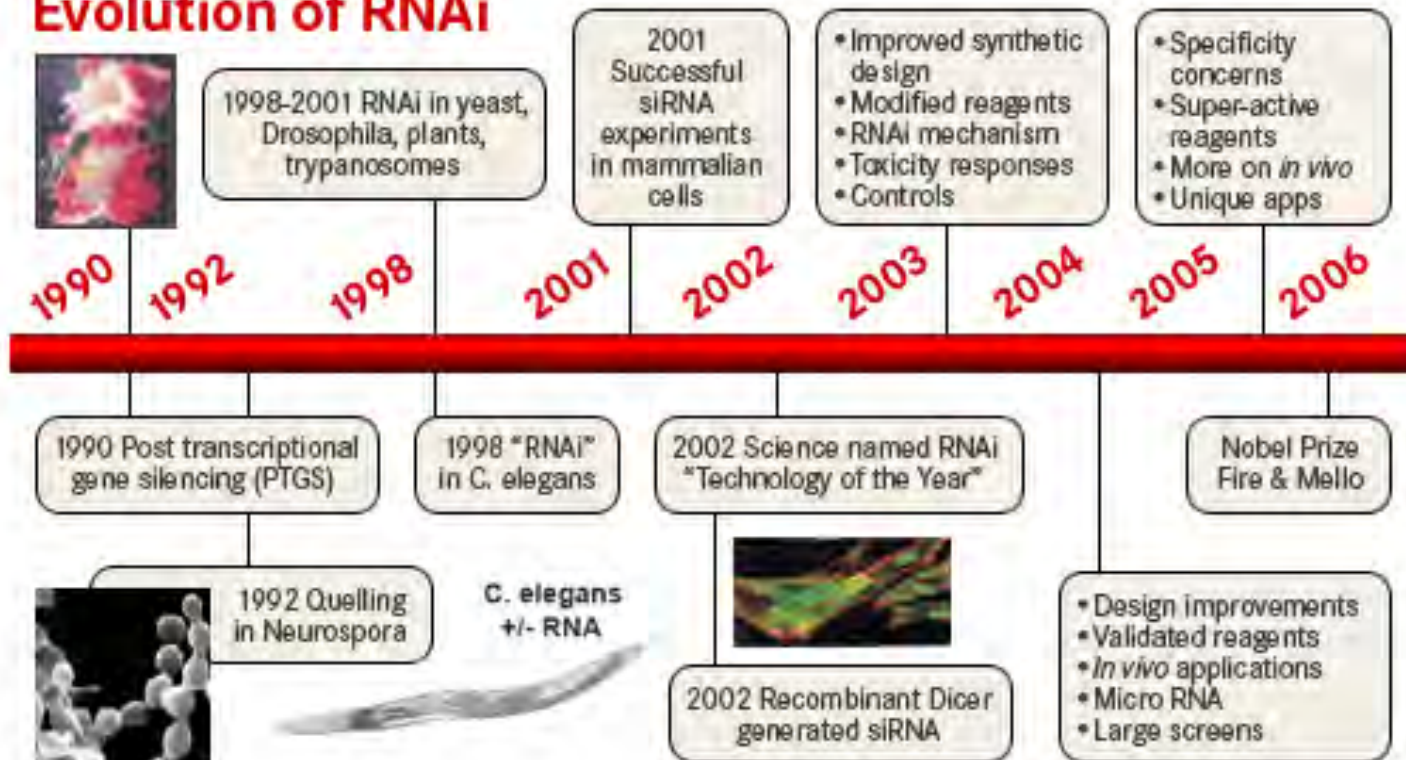 Evolution of RNAi
1998-2001 RNAi in yeast,
Drosophila, plants,
trypanosomes
2001
Successful
siRNA
experiments
in mammalian
cells
• Improved synthetic
design
• Modified reagents
• RNAi mechanism
• Toxicity responses
• Controls
• Specificity
concerns
• Super-active
reagents
• More on in vivo
• Unique apps
1990
1992
1998
2001
2002
2003
2004
2005
2006
1990 Post transcriptional
gene silencing (PTGS)
1998 "RNAi"
in C. elegans
2002 Science named RNAi
"Technology of the Year"
Nobel Prize
Fire & Mello
1992 Quelling
in Neurospora
C. elegans
+/- RNA
2002 Recombinant Dicer
generated siRNA
• Design improvements
• Validated reagents
• In vivo applications
• Micro RNA
• Large screens